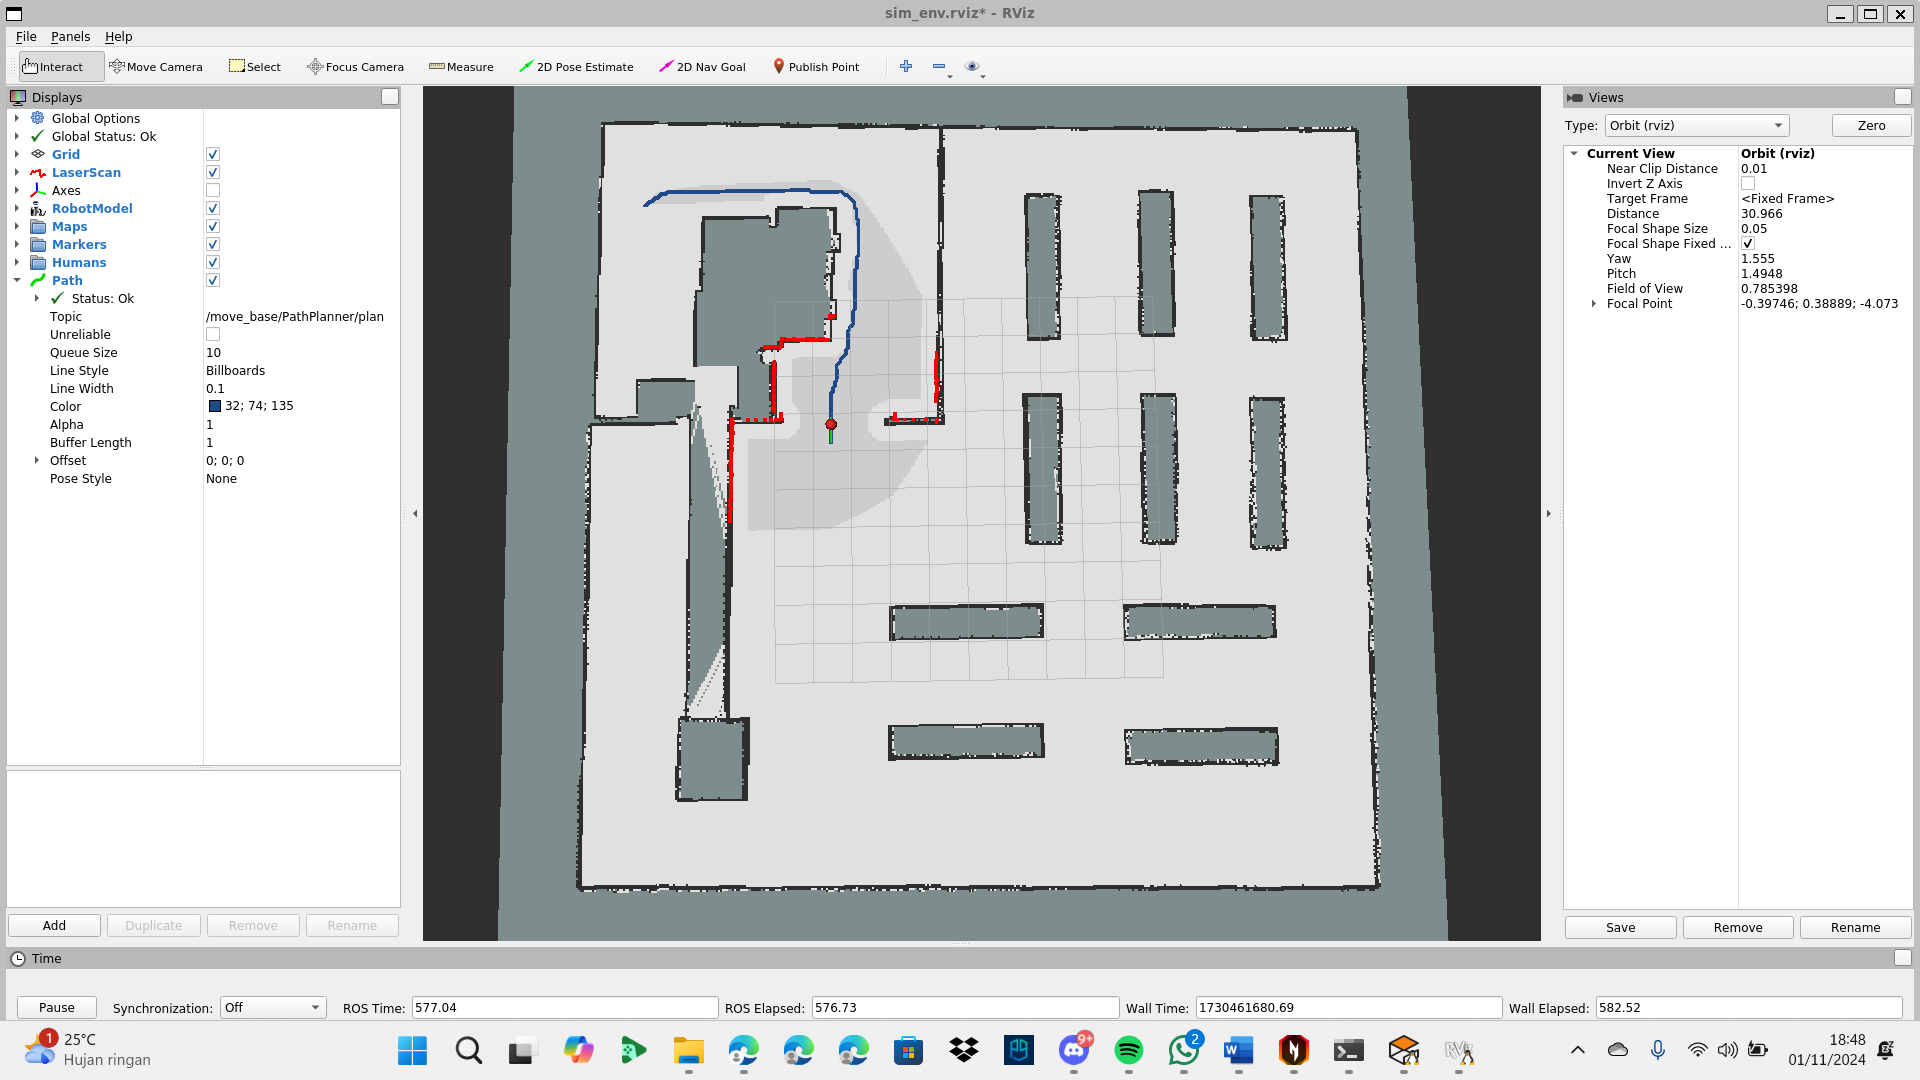 sim_env.rviz* - RViz
File Panels Help
Interact Move Camera Select Focus Camera Measure 2D Pose Estimate 2D Nav Goal Publish Point
Displays
Global Options
Global Status: Ok
Grid
LaserScan
Axes
RobotModel
Maps
Markers
Humans
Path
Status: Ok
Topic /move_base/PathPlanner/plan
Unreliable
Queue Size 10
Line Style Billboards
Line Width 0.1
Color 32; 74; 135
Alpha 1
Buffer Length 1
Offset 0; 0; 0
Pose Style None
Add Duplicate Remove Rename
Views
Type: Orbit (rviz) Zero
Current View Orbit (rviz)
Near Clip Distance 0.01
Invert Z Axis
Target Frame <Fixed Frame>
Distance 30.966
Focal Shape Size 0.05
Focal Shape Fixed ...
Yaw 1.555
Pitch 1.4948
Field of View 0.785398
Focal Point -0.39746; 0.38889; -4.073
Save Remove Rename
Time
Pause Synchronization: Off ROS Time: 577.04 ROS Elapsed: 576.73 Wall Time: 1730461680.69 Wall Elapsed: 582.52
1 25°C
Hujan ringan
9+
2
18:48
01/11/2024